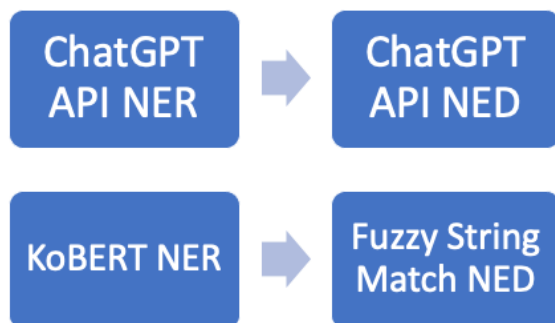 ChatGPT
API NER
ChatGPT
API NED
KoBERT NER
Fuzzy String
Match NED